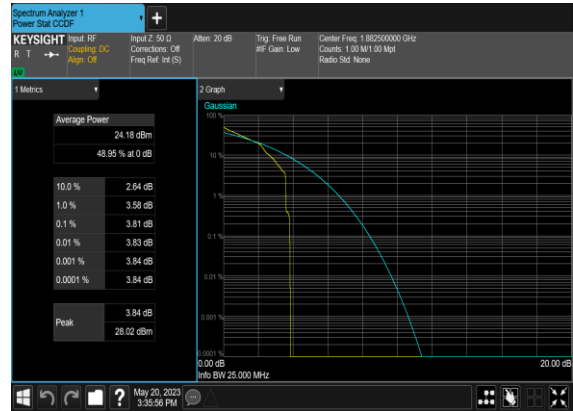 Spectrum Analyzer 1
Power Stat CCDF
KEYSIGHT
R T
LXI
Input: RF
Coupling: DC
Align: Off
Input Z: 50 Ω
Corrections: Off
Freq Ref: Int (S)
Atten: 20 dB
Trig: Free Run
#IF Gain: Low
Center Freq: 1.882500000 GHz
Counts: 1.00 M/1.00 Mpt
Radio Std: None
1 Metrics
Average Power
24.18 dBm
48.95 % at 0 dB
10.0 % 2.64 dB
1.0 % 3.58 dB
0.1 % 3.81 dB
0.01 % 3.83 dB
0.001 % 3.84 dB
0.0001 % 3.84 dB
Peak
3.84 dB
28.02 dBm
2 Graph
Gaussian
100 %
10 %
1 %
0.1 %
0.01 %
0.001 %
0.0001 %
0.00 dB
20.00 dB
Info BW 25.000 MHz
?
May 20, 2023
3:35:56 PM